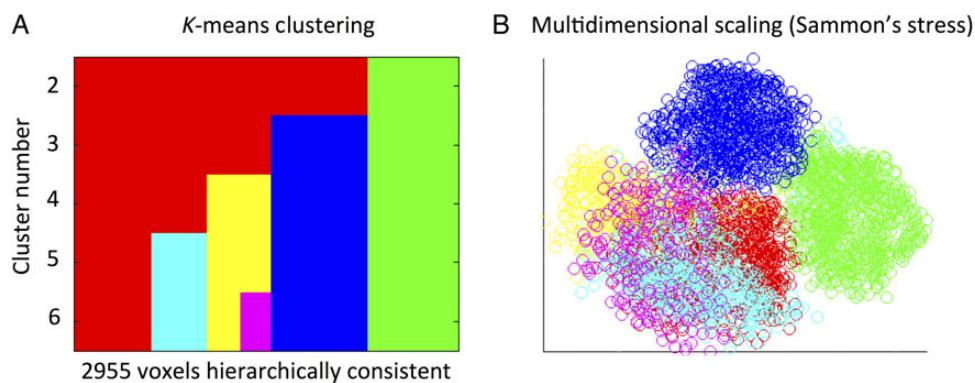 A
K-means clustering
Cluster number
2
3
4
5
6
2955 voxels hierarchically consistent
B
Multidimensional scaling (Sammon's stress)